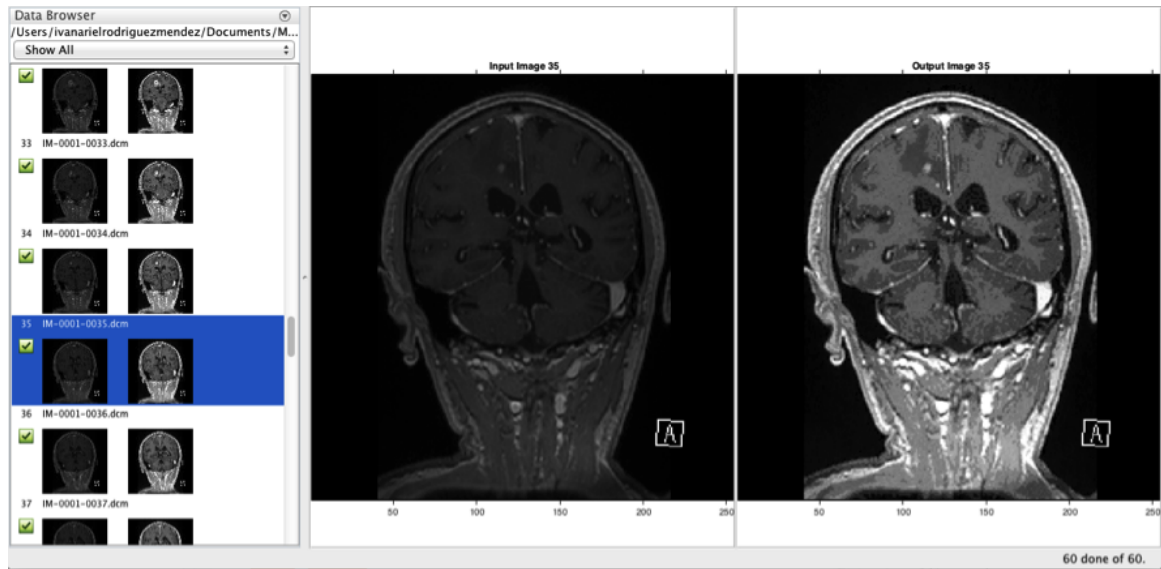 Data Browser
/Users/ivanarielrodriguezmendez/Documents/M...
Show All
33 IM-0001-0033.dcm
34 IM-0001-0034.dcm
35 IM-0001-0035.dcm
36 IM-0001-0036.dcm
37 IM-0001-0037.dcm
Input Image 35
50 100 150 200 250
A
Output Image 35
50 100 150 200 250
A
60 done of 60.